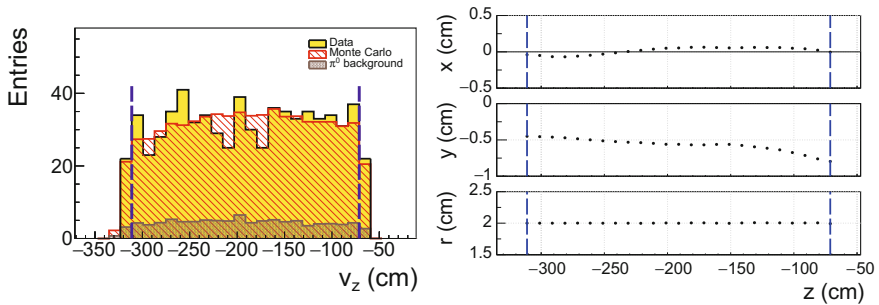 Entries
60
40
20
0
Data
Monte Carlo
π⁰ background
−350 −300 −250 −200 −150 −100 −50
v_z (cm)
x (cm)
0.5
0
−0.5
y (cm)
0
−0.5
−1
r (cm)
2.5
2
1.5
−300 −250 −200 −150 −100 −50
z (cm)